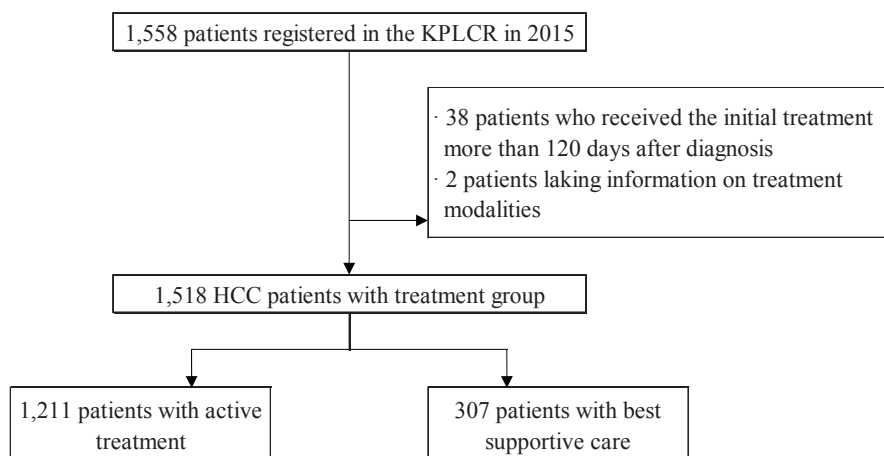 1,558 patients registered in the KPLCR in 2015
· 38 patients who received the initial treatment
more than 120 days after diagnosis
· 2 patients laking information on treatment
modalities
1,518 HCC patients with treatment group
1,211 patients with active
treatment
307 patients with best
supportive care